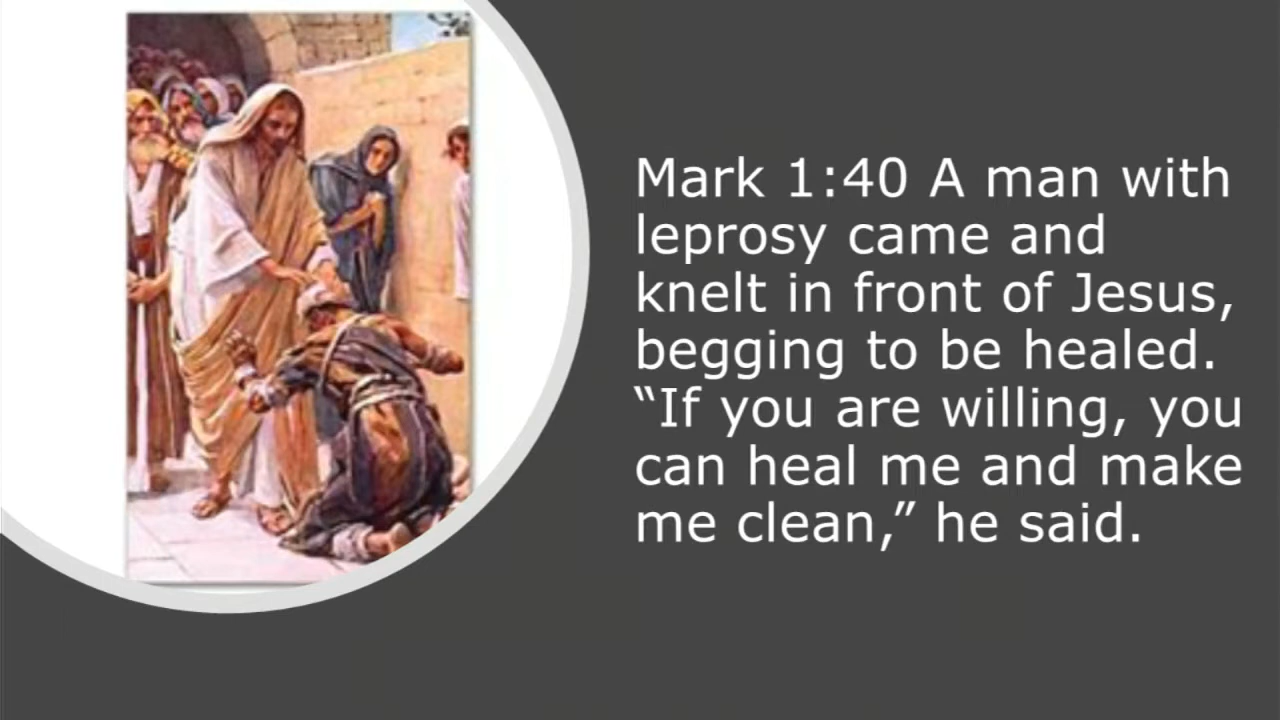 Mark 1:40 A man with
leprosy came and
knelt in front of Jesus,
begging to be healed.
“If you are willing, you
can heal me and make
me clean,” he said.